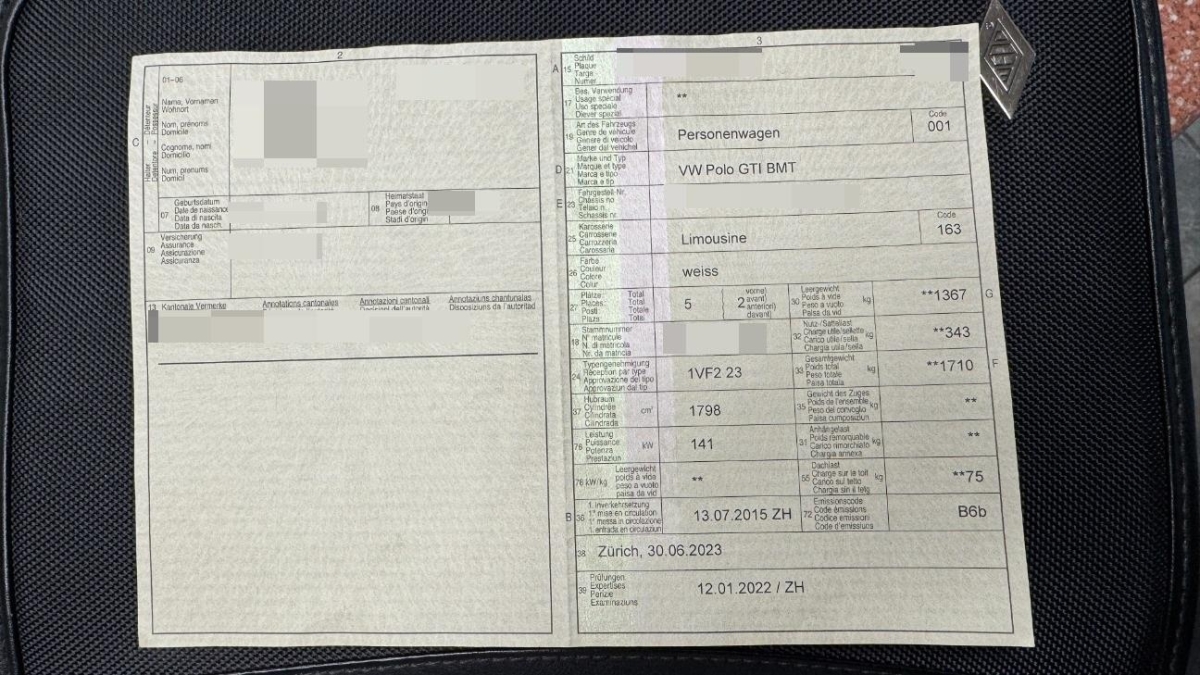 2
01-06
Name, Vornamen
Wohnort
Nom, prénoms
Domicile
Cognome, nom
Domicilio
Num, prenums
Domicil
C
07
Geburtsdatum
Date de naissance
Data di nascita
Data da nasch.
08
Heimatstaat
Pays d'origi
Paese d'orig
Stadi d'origin
09
Versicherung
Assurance
Assicurazione
Assicuranza
13 Kantonale Vermerke
Annotations cantonales
Annotazioni cantonali
Annotaziuns chantunalas
Disposiziuns da l'autoritad
3
A 15
Schild
Plaque
Targa
Numer
17
Bes. Verwendung
Usage spécial
Uso speciale
Diever spezial
**
19
Art des Fahrzeugs
Genre de véhicule
Genere di veicolo
Gener dal vehichel
Personenwagen
Code
001
D 21
Marke und Typ
Marque et type
Marca e tipo
Marca e tip
VW Polo GTI BMT
E 23
Fahrgestell Nr.
Châssis no
Telaio n.
Schassis nr.
25
Karosserie
Carrosserie
Carrozzeria
Carossaria
Limousine
Code
163
26
Farbe
Couleur
Colore
Colur
weiss
27
Plätze: Total
Places: Total
Posti: Totale
Plazs: Total
5
2
vorne)
avant)
anteriori)
davant)
30
Leergewicht
Poids à vide
Peso a vuoto
Paisa da vid
kg
**1367
G
18
Stammnummer
N° matricule
N. di matricola
Nr. da matricla
32
Nutz-/Sattellast
Charge utile/sellette
Carico utile/sella
Chargia utila/sella
kg
**343
24
Typengenehmigung
Réception par type
Approvazione del tipo
Approvaziun dal tip
1VF2 23
33
Gesamtgewicht
Poids total
Peso totale
Paisa totala
kg
**1710
F
37
Hubraum
Cylindrée
Cilindrata
Cilindrada
cm³
1798
35
Gewicht des Zuges
Poids de l'ensemble
Peso del convoglio
Paisa cumposiziun
kg
**
76
Leistung
Puissance
Potenza
Prestaziun
kW
141
31
Anhängelast
Poids remorquable
Carico rimorchiato
Chargia annexa
kg
**
78 kW/kg
Leergewicht
poids à vide
peso a vuoto
paisa da vid
**
55
Dachlast
Charge sur le toit
Carico sul tetto
Chargia sin il tetg
kg
**75
B 36
1. Inverkehrsetzung
1re mise en circulation
1a messa in circolazione
1. entrada en circulaziun
13.07.2015 ZH
72
Emissionscode
Code émissions
Codice emissioni
Code d'emissiuns
B6b
38
Zürich, 30.06.2023
39
Prüfungen
Expertises
Perizie
Examinaziuns
12.01.2022 / ZH